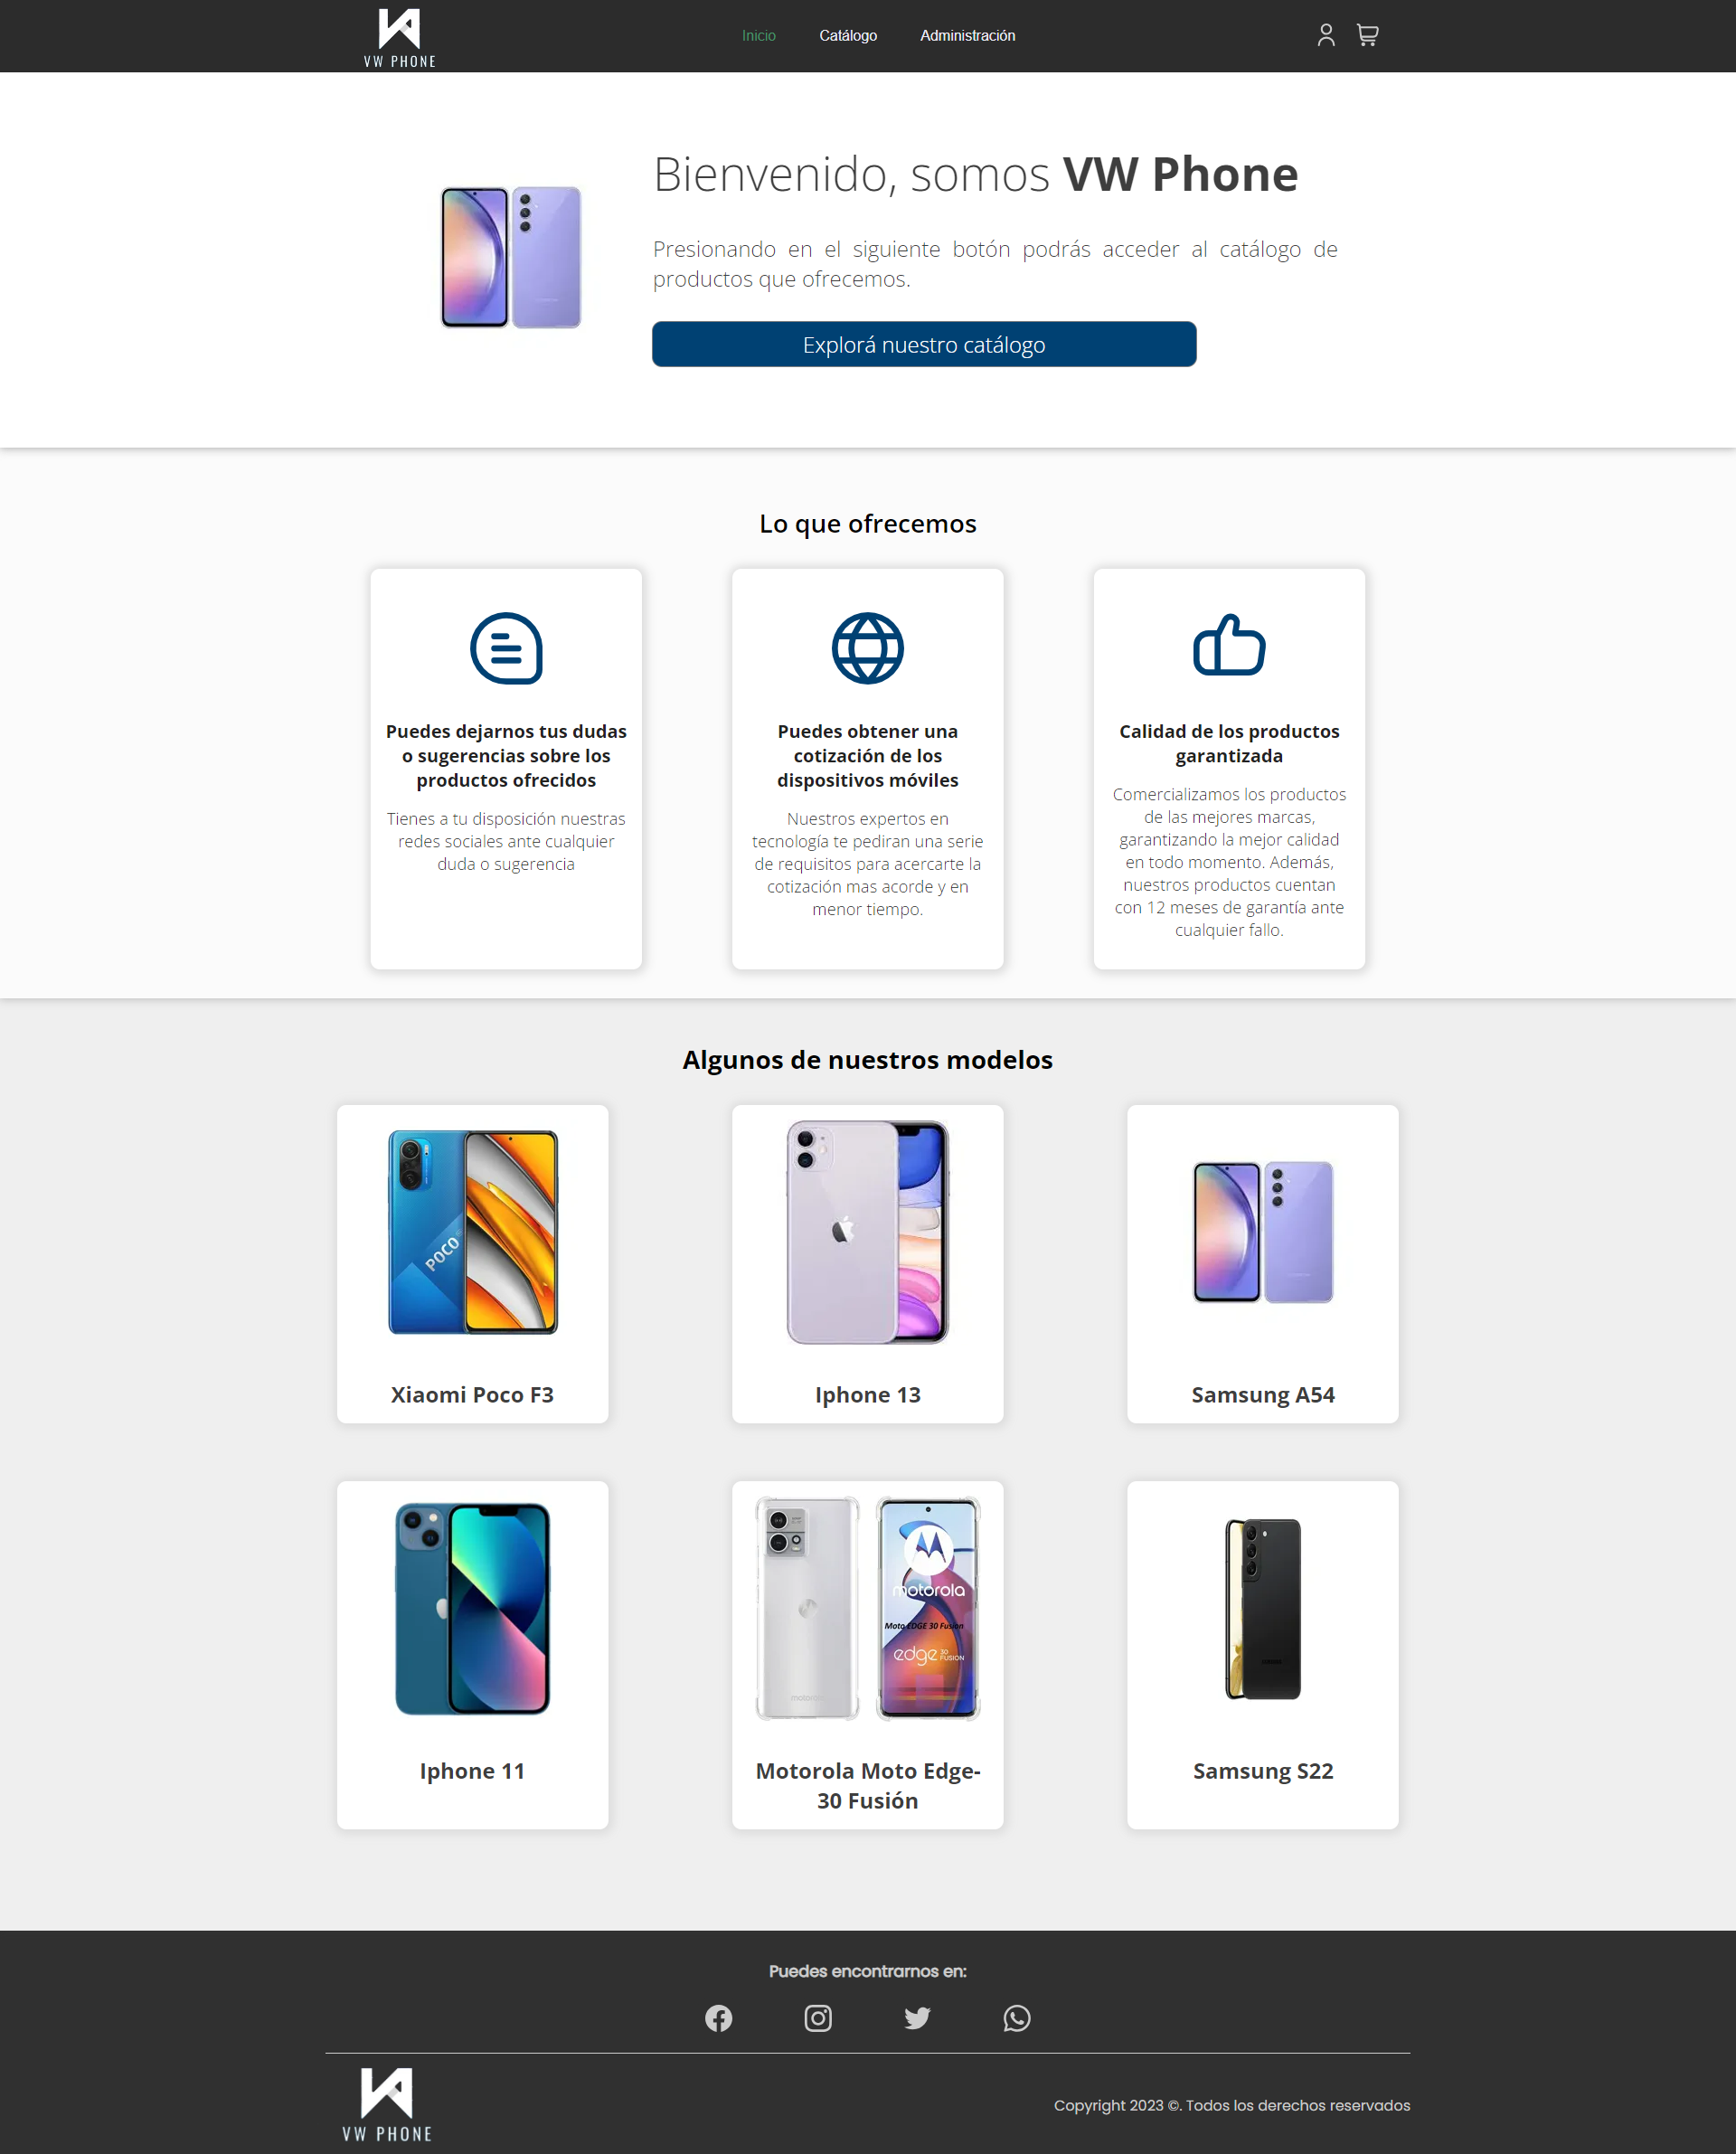 VW PHONE
Inicio
Catálogo
Administración
Bienvenido, somos VW Phone
Presionando en el siguiente botón podrás acceder al catálogo de
productos que ofrecemos.
Explorá nuestro catálogo
Lo que ofrecemos
Puedes dejarnos tus dudas
o sugerencias sobre los
productos ofrecidos
Tienes a tu disposición nuestras
redes sociales ante cualquier
duda o sugerencia
Puedes obtener una
cotización de los
dispositivos móviles
Nuestros expertos en
tecnología te pediran una serie
de requisitos para acercarte la
cotización mas acorde y en
menor tiempo.
Calidad de los productos
garantizada
Comercializamos los productos
de las mejores marcas,
garantizando la mejor calidad
en todo momento. Además,
nuestros productos cuentan
con 12 meses de garantía ante
cualquier fallo.
Algunos de nuestros modelos
POCO
Xiaomi Poco F3
Iphone 13
Samsung A54
Iphone 11
motorola
motorola
Moto EDGE 30 Fusion
edge 30 FUSION
Motorola Moto Edge-
30 Fusión
Samsung S22
Puedes encontrarnos en:
VW PHONE
Copyright 2023 ©. Todos los derechos reservados